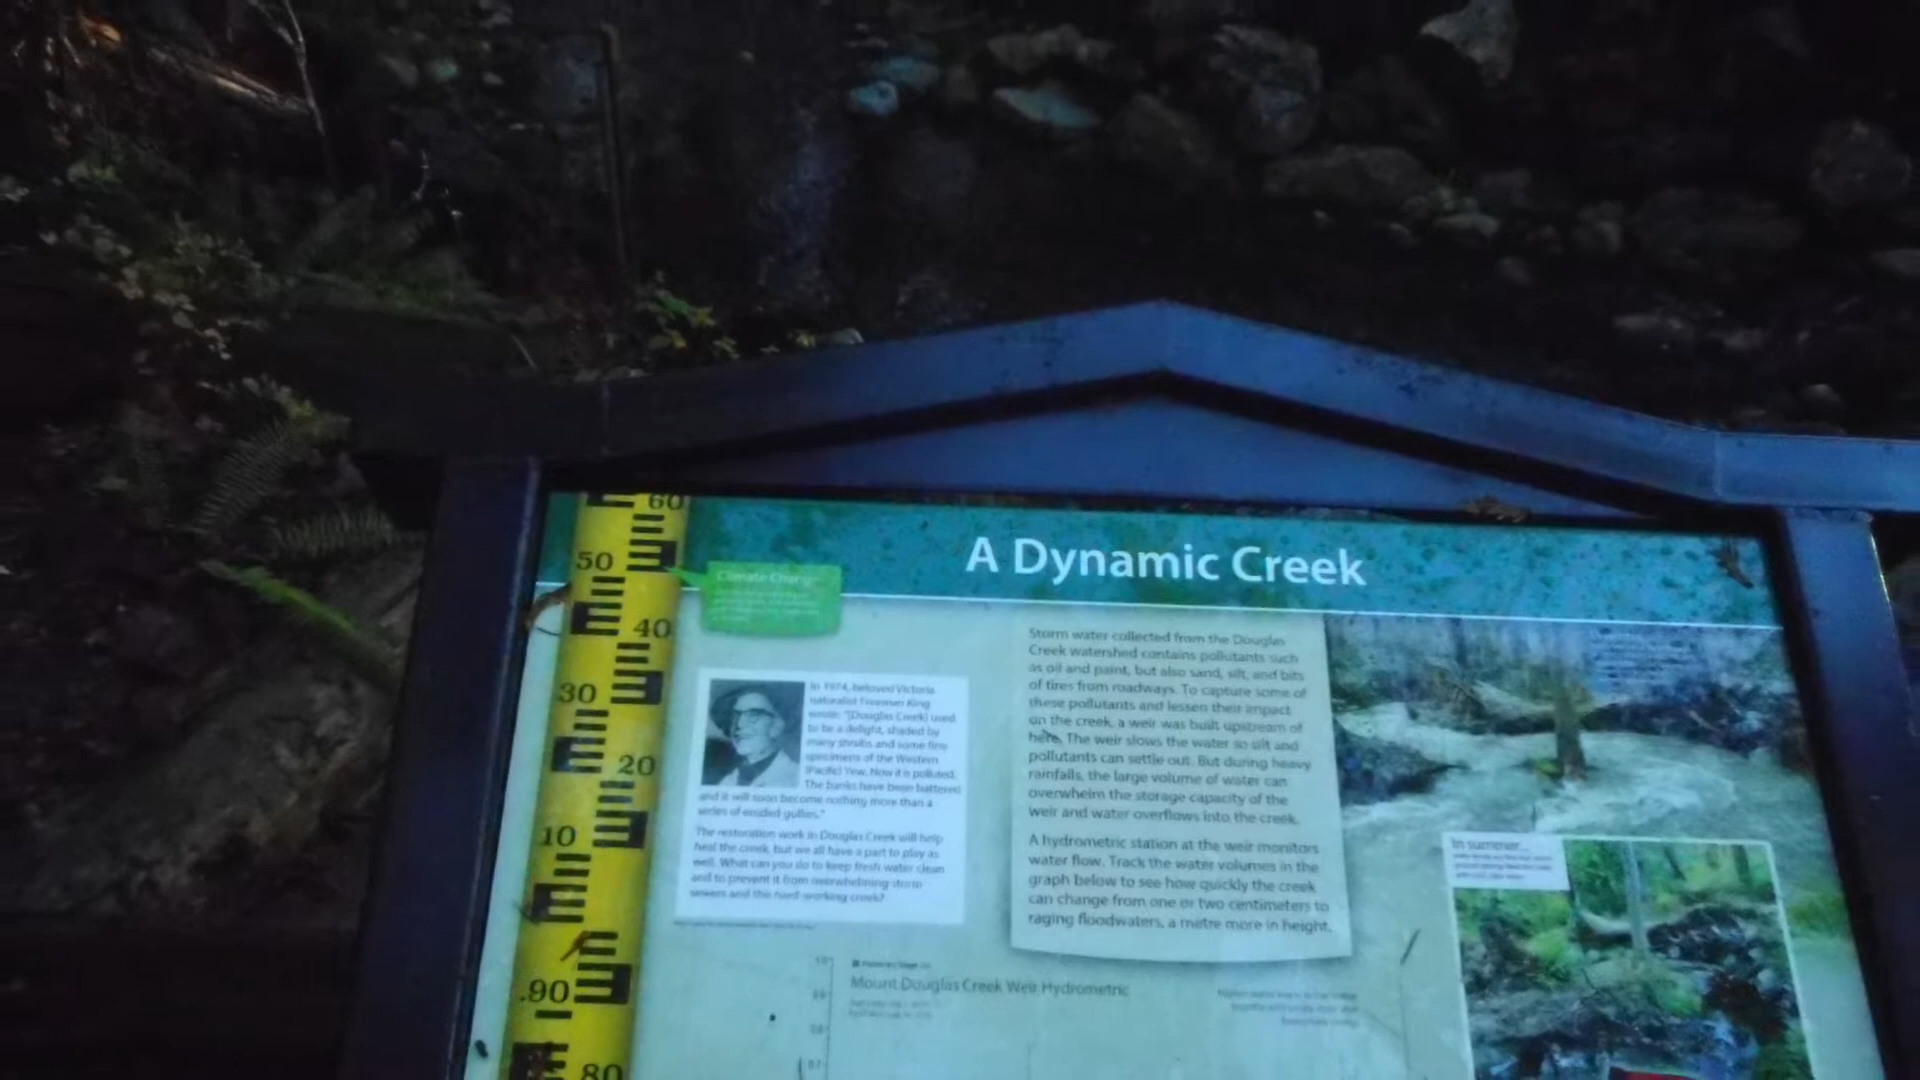 A Dynamic Creek
60
50
40
30
20
10
.90
80
Climate Change
In 1974, beloved Victoria
naturalist Freeman King
wrote: "[Douglas Creek] used
to be a delight, shaded by
many shrubs and some fine
specimens of the Western
(Pacific) Yew. Now it is polluted.
The banks have been battered
and it will soon become nothing more than a
series of eroded gullies."
The restoration work in Douglas Creek will help
heal the creek, but we all have a part to play as
well. What can you do to keep fresh water clean
and to prevent it from overwhelming storm
sewers and this hard-working creek?
Storm water collected from the Douglas
Creek watershed contains pollutants such
as oil and paint, but also sand, silt, and bits
of tires from roadways. To capture some of
these pollutants and lessen their impact
on the creek, a weir was built upstream of
here. The weir slows the water so silt and
pollutants can settle out. But during heavy
rainfalls, the large volume of water can
overwhelm the storage capacity of the
weir and water overflows into the creek.
A hydrometric station at the weir monitors
water flow. Track the water volumes in the
graph below to see how quickly the creek
can change from one or two centimeters to
raging floodwaters, a metre more in height.
In summer...
Mount Douglas Creek Weir Hydrometric
1.0
0.9
0.8
0.7